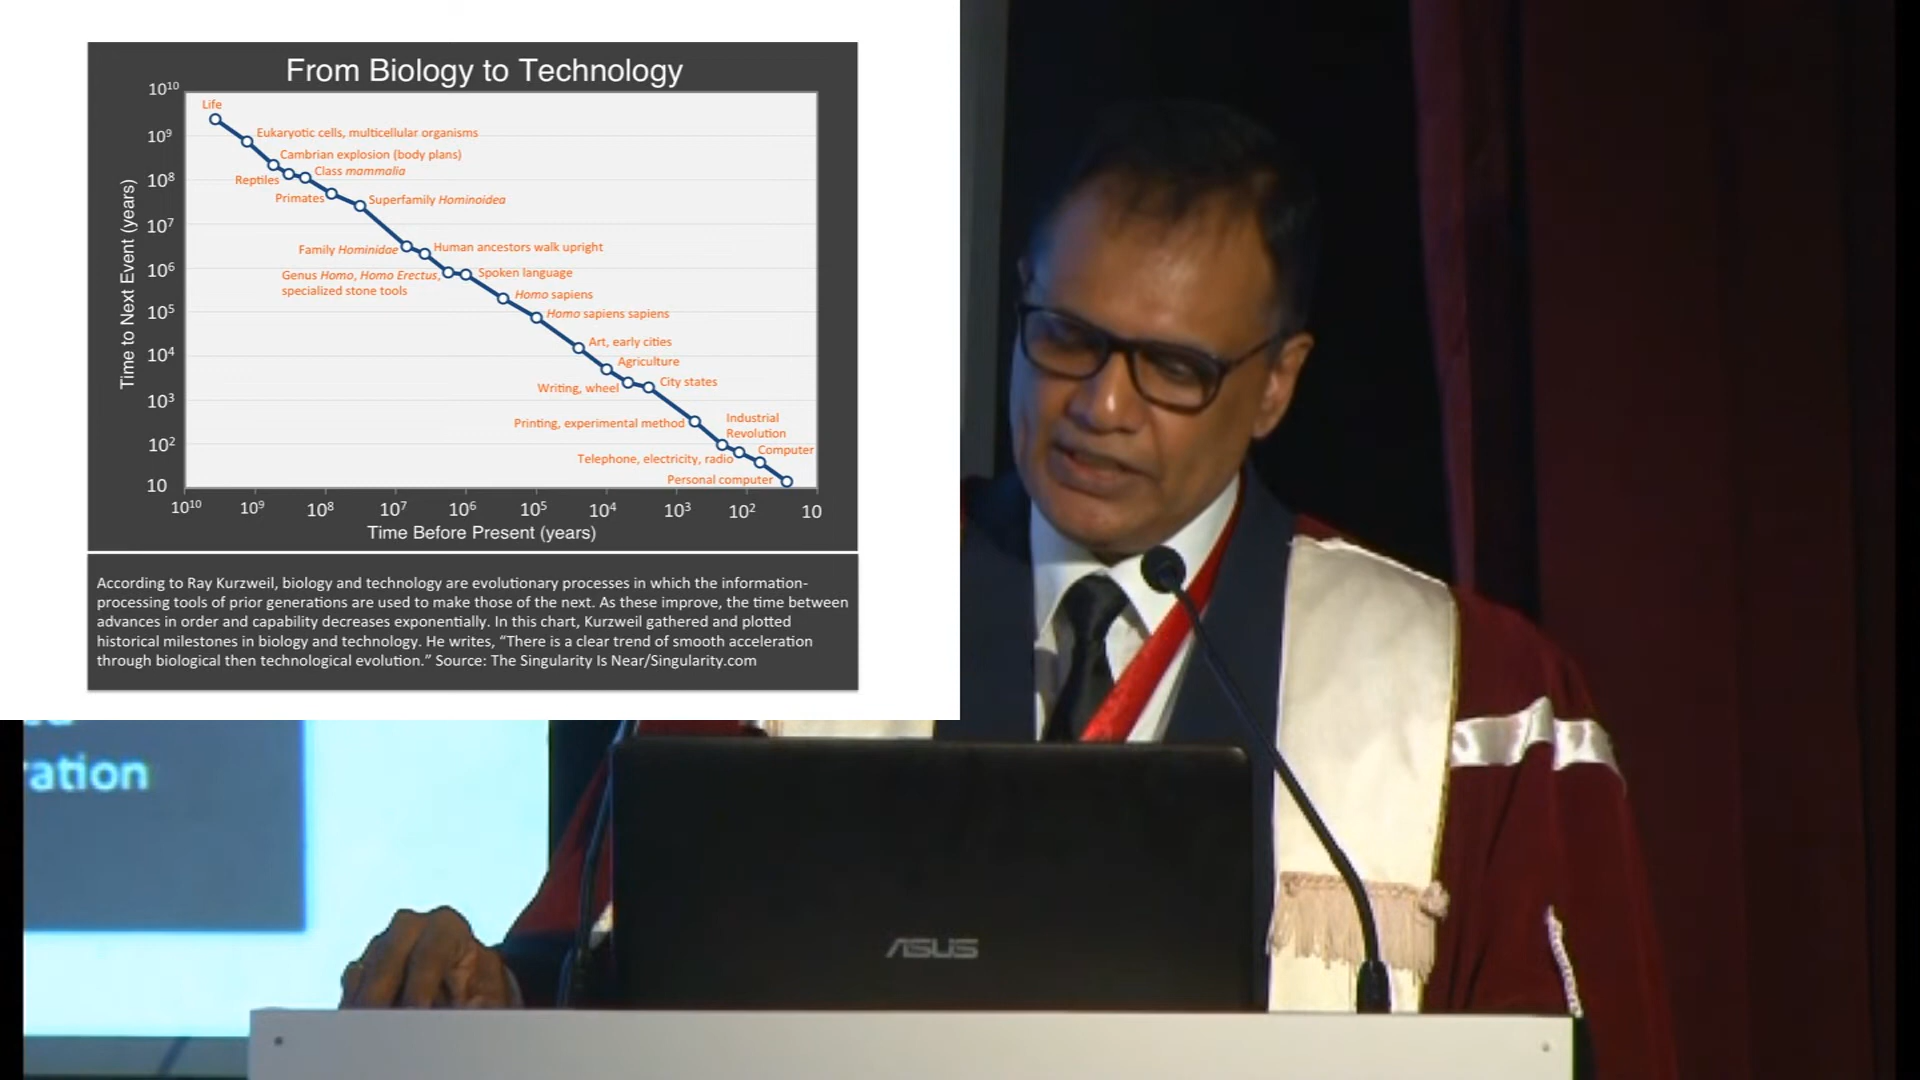 From Biology to Technology
10¹⁰
10⁹
10⁸
10⁷
10⁶
10⁵
10⁴
10³
10²
10
Time to Next Event (years)
Life
Eukaryotic cells, multicellular organisms
Cambrian explosion (body plans)
Reptiles
Class mammalia
Primates
Superfamily Hominoidea
Family Hominidae
Human ancestors walk upright
Genus Homo, Homo Erectus,
specialized stone tools
Spoken language
Homo sapiens
Homo sapiens sapiens
Art, early cities
Agriculture
Writing, wheel
City states
Printing, experimental method
Industrial
Revolution
Telephone, electricity, radio
Computer
Personal computer
10¹⁰ 10⁹ 10⁸ 10⁷ 10⁶ 10⁵ 10⁴ 10³ 10² 10
Time Before Present (years)
According to Ray Kurzweil, biology and technology are evolutionary processes in which the information-
processing tools of prior generations are used to make those of the next. As these improve, the time between
advances in order and capability decreases exponentially. In this chart, Kurzweil gathered and plotted
historical milestones in biology and technology. He writes, “There is a clear trend of smooth acceleration
through biological then technological evolution.” Source: The Singularity Is Near/Singularity.com
ration
ASUS